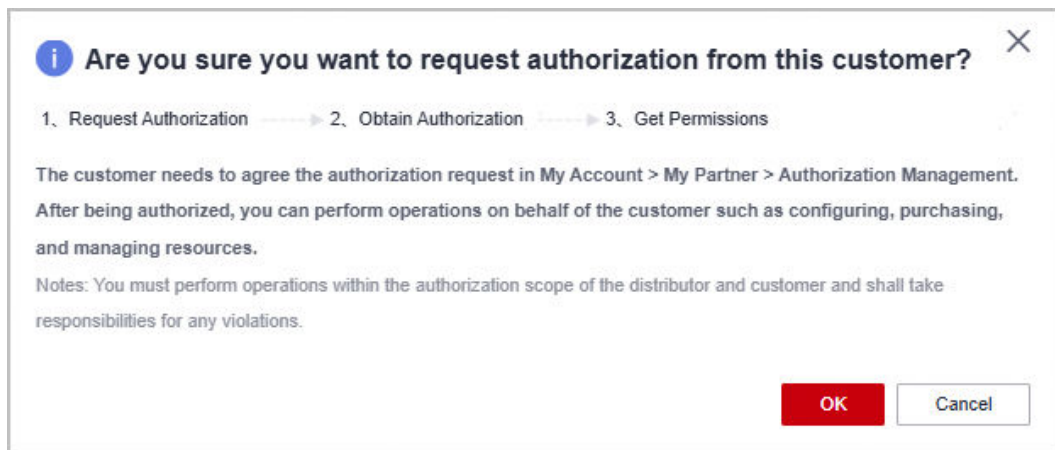 Are you sure you want to request authorization from this customer?
1、Request Authorization 2、Obtain Authorization 3、Get Permissions
The customer needs to agree the authorization request in My Account > My Partner > Authorization Management.
After being authorized, you can perform operations on behalf of the customer such as configuring, purchasing,
and managing resources.
Notes: You must perform operations within the authorization scope of the distributor and customer and shall take
responsibilities for any violations.
OK Cancel